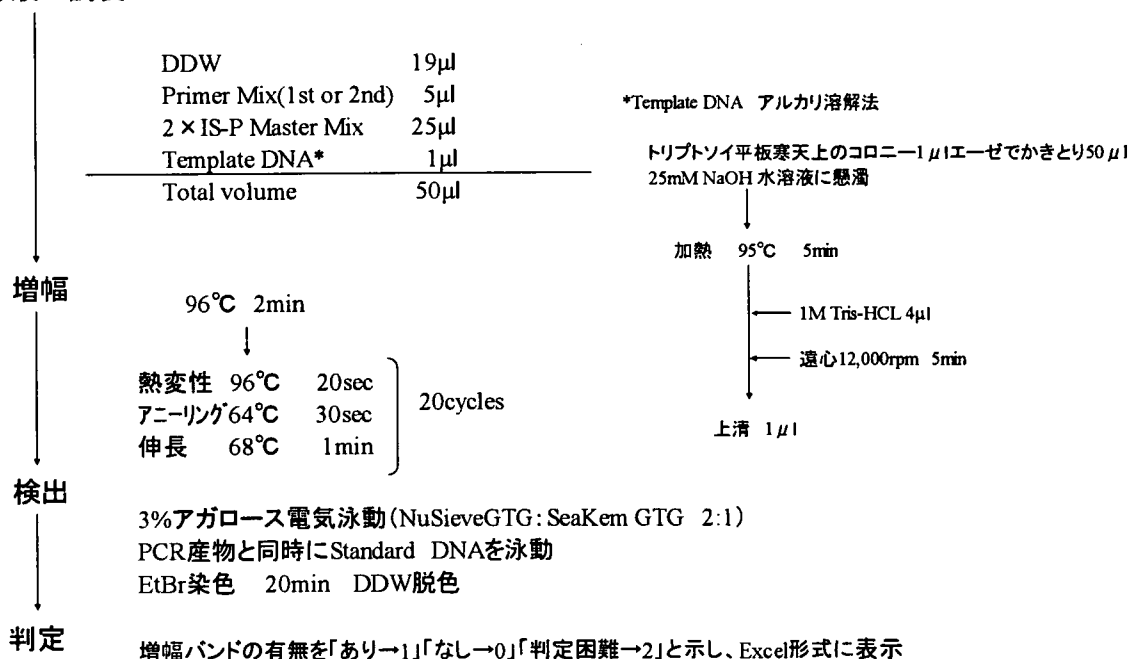 DDW 19μl
Primer Mix(1st or 2nd) 5μl
2×IS-P Master Mix 25μl
Template DNA* 1μl
Total volume 50μl
*Template DNA アルカリ溶解法
トリプトソイ平板寒天上のコロニー1μlエーゼでかきとり50μl
25mM NaOH 水溶液に懸濁
加熱 95℃ 5min
1M Tris-HCL 4μl
遠心12,000rpm 5min
上清 1μl
増幅
96℃ 2min
熱変性 96℃ 20sec
アニーリング64℃ 30sec
伸長 68℃ 1min
20cycles
検出
3%アガロース電気泳動(NuSieveGTG:SeaKem GTG 2:1)
PCR産物と同時にStandard DNAを泳動
EtBr染色 20min DDW脱色
判定
増幅バンドの有無を「あり→1」「なし→0」「判定困難→2」と示し、Excel形式に表示